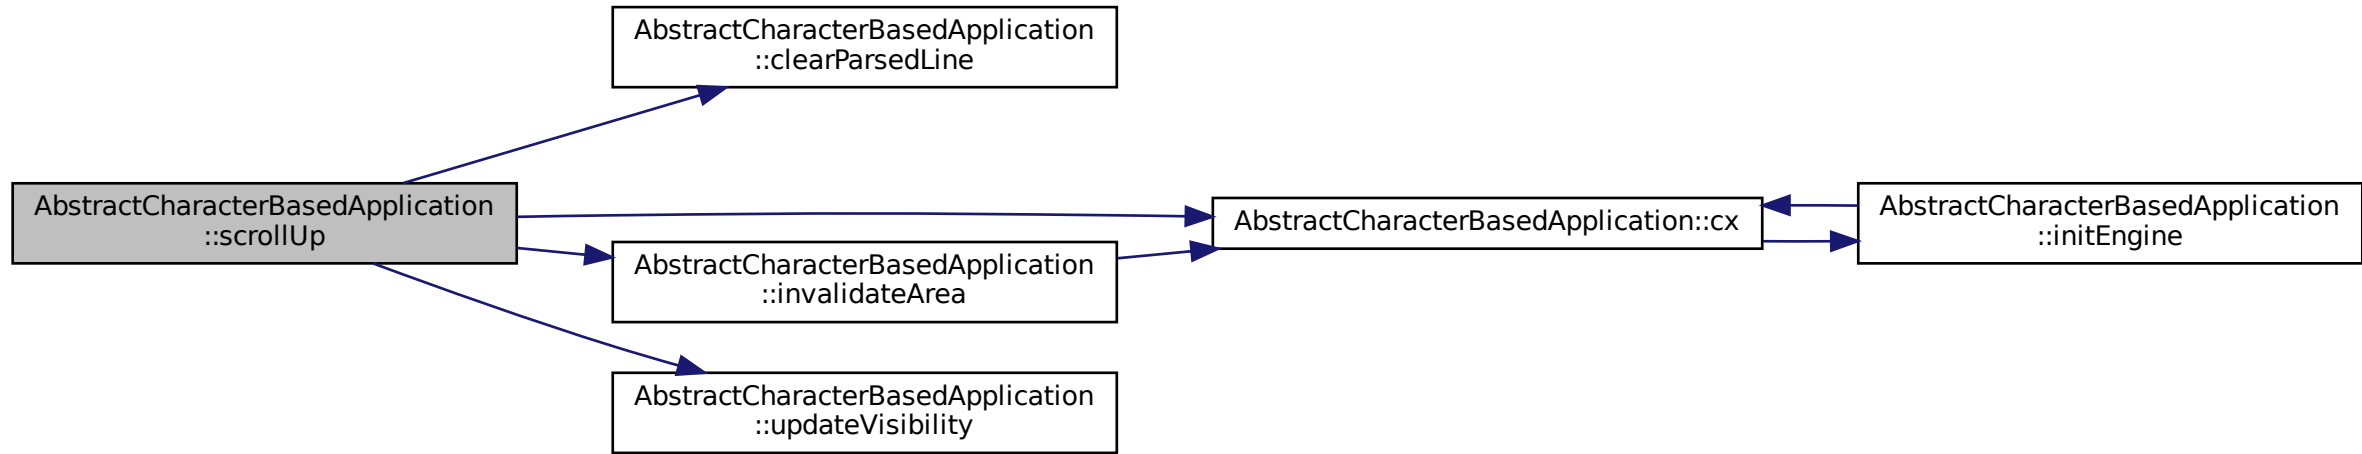 AbstractCharacterBasedApplication
::clearParsedLine
AbstractCharacterBasedApplication
::scrollUp
AbstractCharacterBasedApplication::cx
AbstractCharacterBasedApplication
::initEngine
AbstractCharacterBasedApplication
::invalidateArea
AbstractCharacterBasedApplication
::updateVisibility